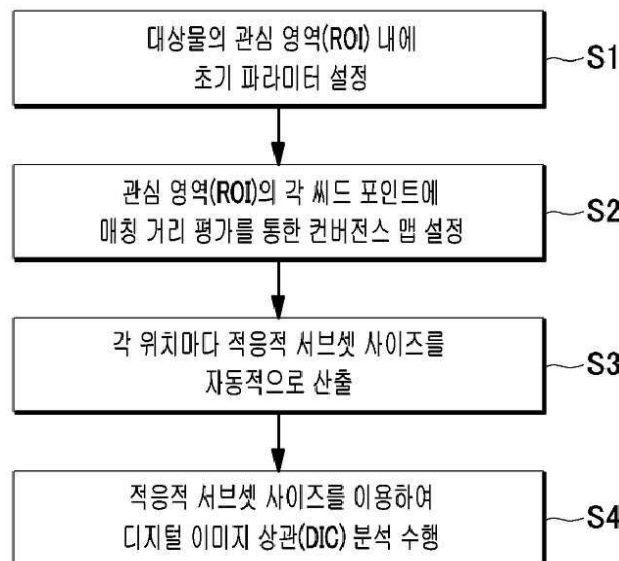 대상물의 관심 영역(ROI) 내에
초기 파라미터 설정
S1
관심 영역(ROI)의 각 씨드 포인트에
매칭 거리 평가를 통한 컨버전스 맵 설정
S2
각 위치마다 적응적 서브셋 사이즈를
자동적으로 산출
S3
적응적 서브셋 사이즈를 이용하여
디지털 이미지 상관(DIC) 분석 수행
S4